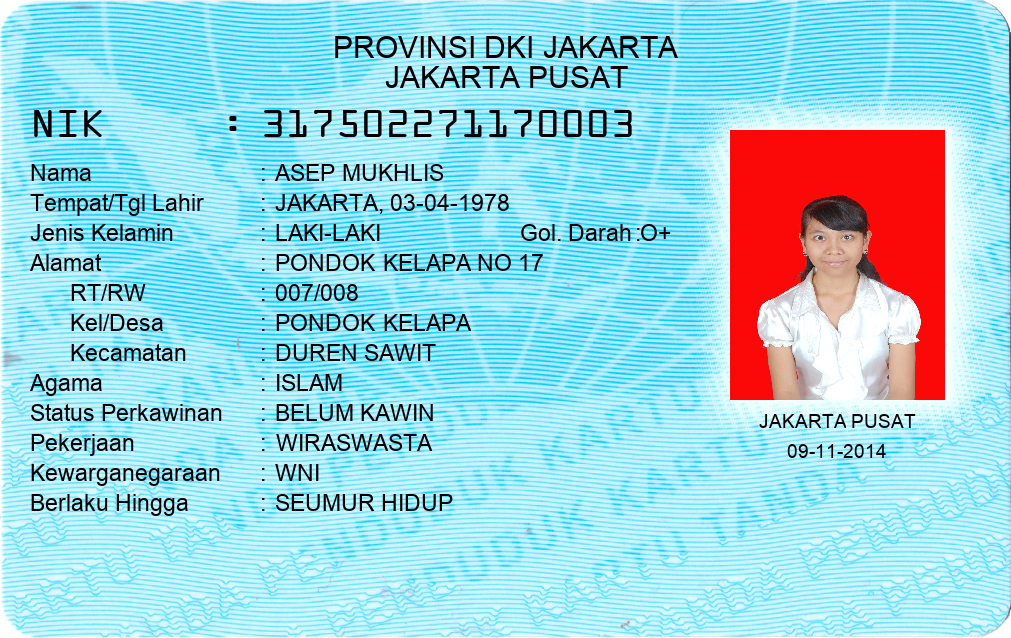 PROVINSI DKI JAKARTA
JAKARTA PUSAT
NIK : 317502271170003
Nama : ASEP MUKHLIS
Tempat/Tgl Lahir : JAKARTA, 03-04-1978
Jenis Kelamin : LAKI-LAKI Gol. Darah :O+
Alamat : PONDOK KELAPA NO 17
RT/RW : 007/008
Kel/Desa : PONDOK KELAPA
Kecamatan : DUREN SAWIT
Agama : ISLAM
Status Perkawinan : BELUM KAWIN
Pekerjaan : WIRASWASTA
Kewarganegaraan : WNI
Berlaku Hingga : SEUMUR HIDUP
JAKARTA PUSAT
09-11-2014